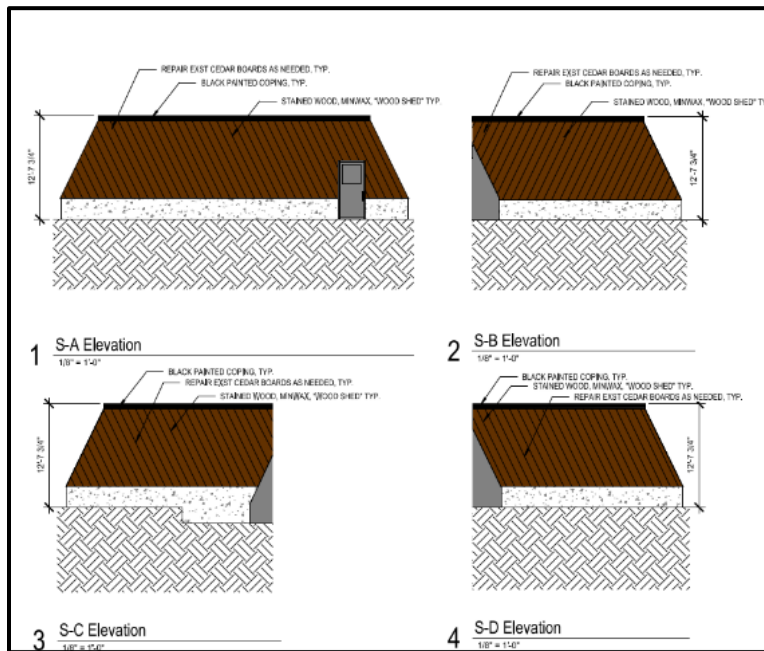 REPAIR EXST CEDAR BOARDS AS NEEDED, TYP.
BLACK PAINTED COPING, TYP.
STAINED WOOD, MINWAX, "WOOD SHED" TYP.
12'-7 3/4"
1 S-A Elevation
1/8" = 1'-0"
REPAIR EXST CEDAR BOARDS AS NEEDED, TYP.
BLACK PAINTED COPING, TYP.
STAINED WOOD, MINWAX, "WOOD SHED" TY
12'-7 3/4"
2 S-B Elevation
1/8" = 1'-0"
BLACK PAINTED COPING, TYP.
REPAIR EXST CEDAR BOARDS AS NEEDED, TYP.
STAINED WOOD, MINWAX, "WOOD SHED" TYP.
12'-7 3/4"
3 S-C Elevation
1/8" = 1'-0"
BLACK PAINTED COPING, TYP.
STAINED WOOD, MINWAX, "WOOD SHED" TYP.
REPAIR EXST CEDAR BOARDS AS NEEDED, TYP.
12'-7 3/4"
4 S-D Elevation
1/8" = 1'-0"